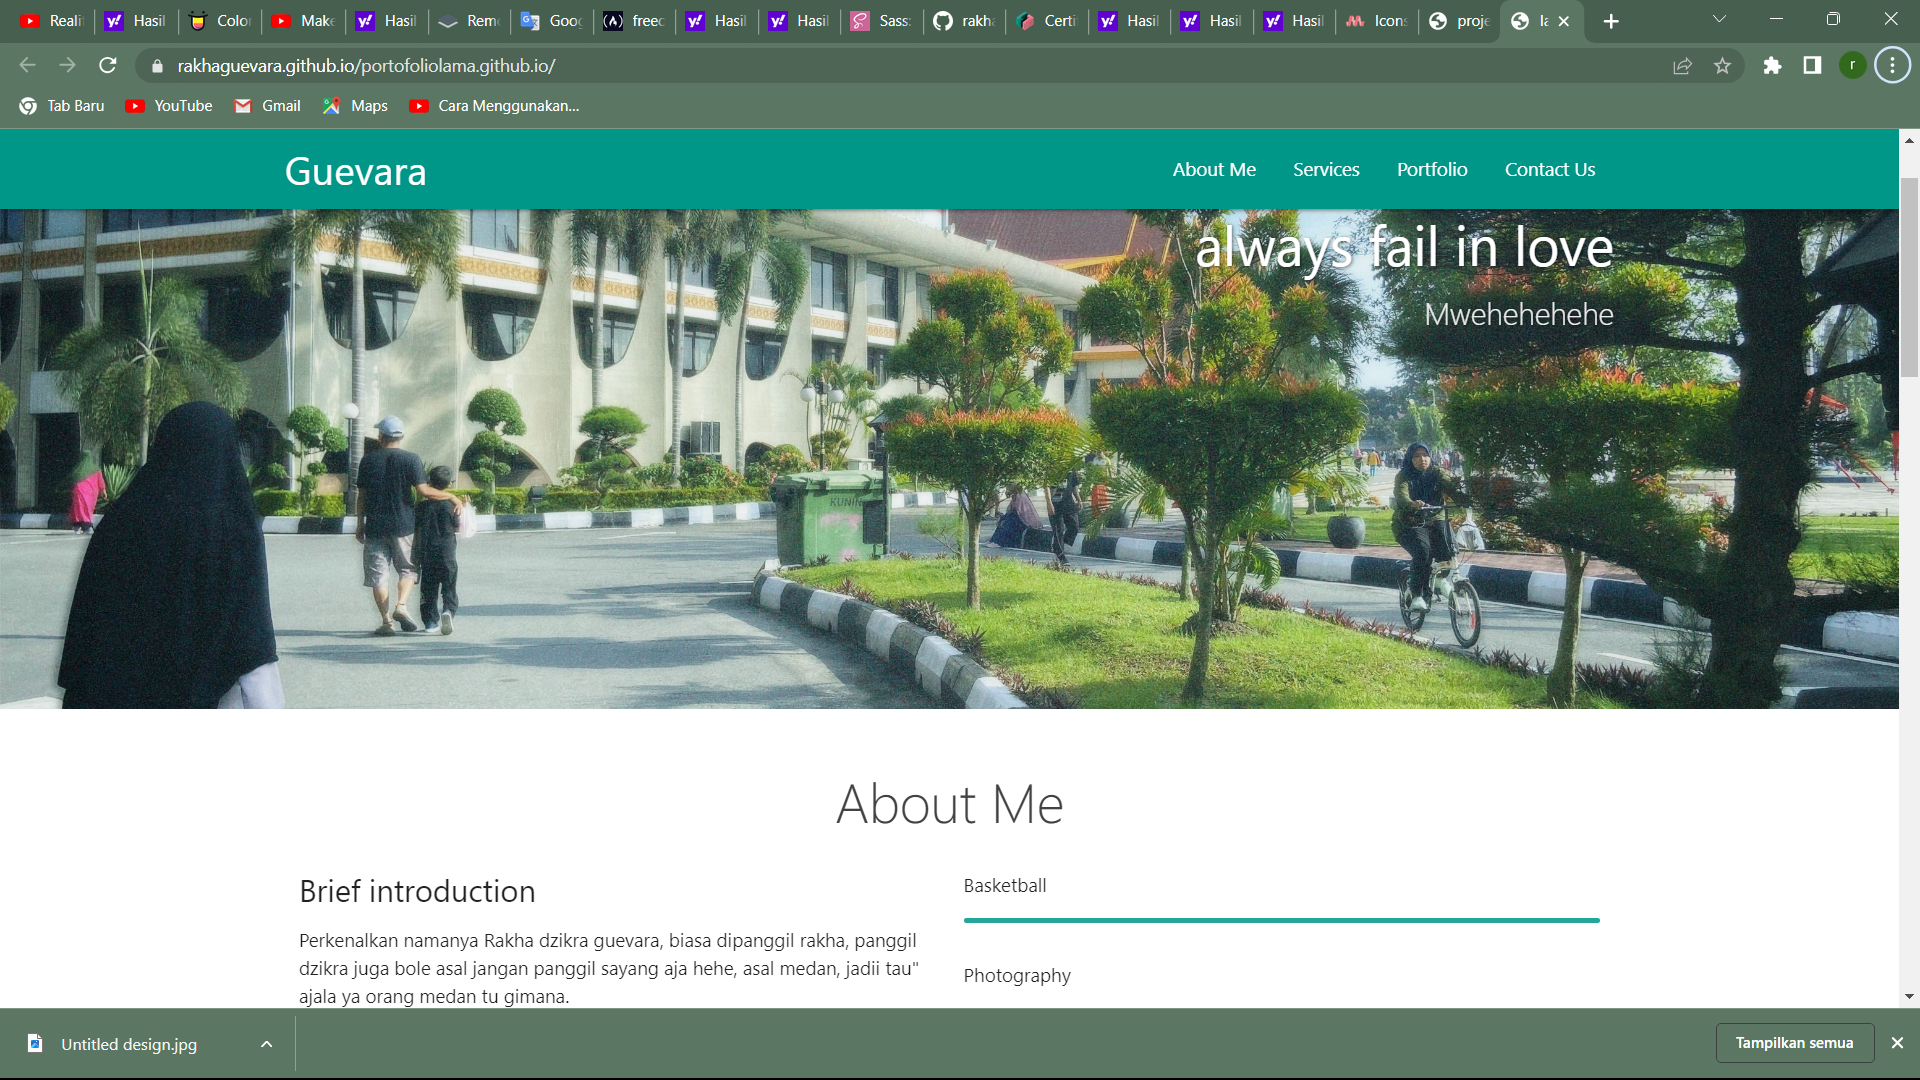 Reali
Hasil
Color
Make
Hasil
Remo
Goog
freec
Hasil
Hasil
Sass:
rakha
Certi
Hasil
Hasil
Hasil
Icons
proje
la
rakhaguevara.github.io/portofoliolama.github.io/
r
Tab Baru
YouTube
Gmail
Maps
Cara Menggunakan...
Guevara
About Me
Services
Portfolio
Contact Us
always fail in love
Mwehehehehe
KUNIN
About Me
Brief introduction
Perkenalkan namanya Rakha dzikra guevara, biasa dipanggil rakha, panggil
dzikra juga bole asal jangan panggil sayang aja hehe, asal medan, jadii tau"
ajala ya orang medan tu gimana.
Basketball
Photography
Untitled design.jpg
Tampilkan semua